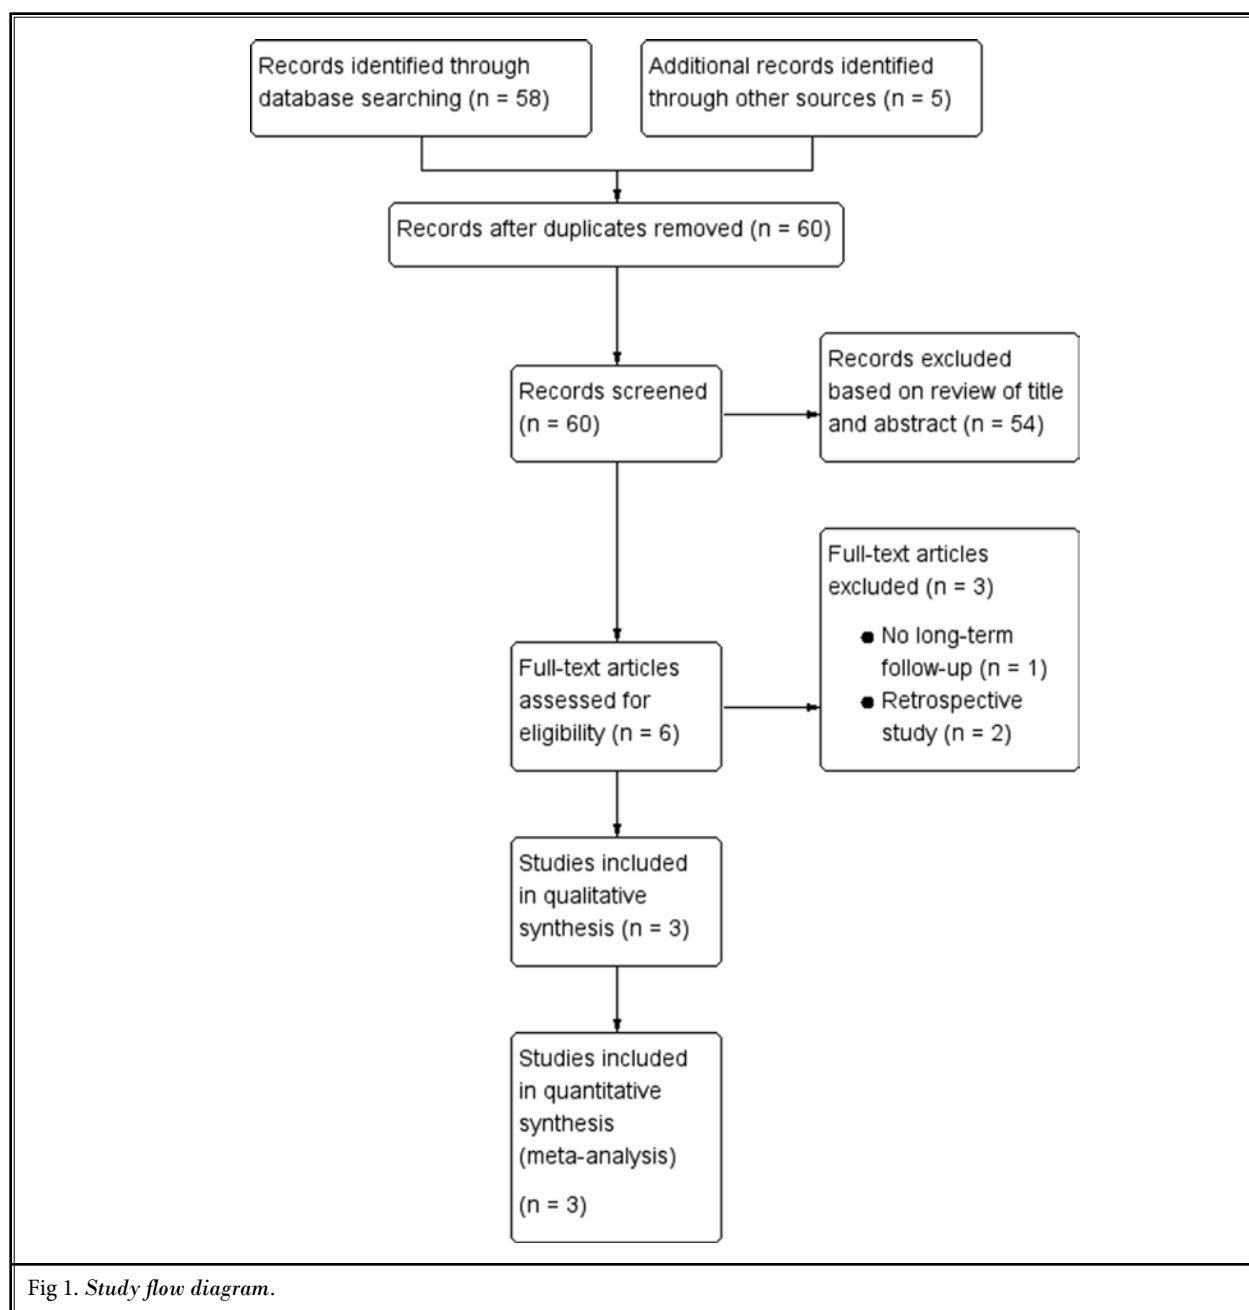 Records identified through
database searching (n = 58)
Additional records identified
through other sources (n = 5)
Records after duplicates removed (n = 60)
Records screened
(n = 60)
Records excluded
based on review of title
and abstract (n = 54)
Full-text articles
assessed for
eligibility (n = 6)
Full-text articles
excluded (n = 3)
● No long-term
follow-up (n = 1)
● Retrospective
study (n = 2)
Studies included
in qualitative
synthesis (n = 3)
Studies included
in quantitative
synthesis
(meta-analysis)
(n = 3)
Fig 1. Study flow diagram.